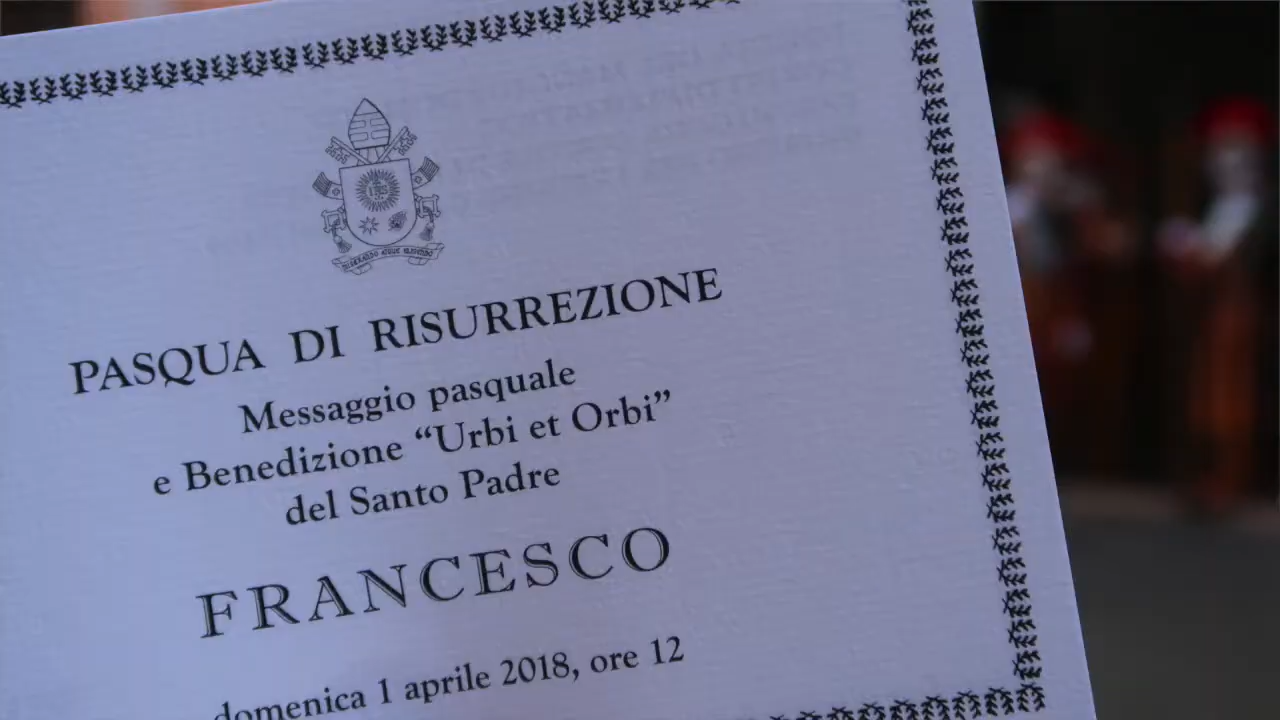 PASQUA DI RISURREZIONE
Messaggio pasquale
e Benedizione “Urbi et Orbi”
del Santo Padre
FRANCESCO
domenica 1 aprile 2018, ore 12